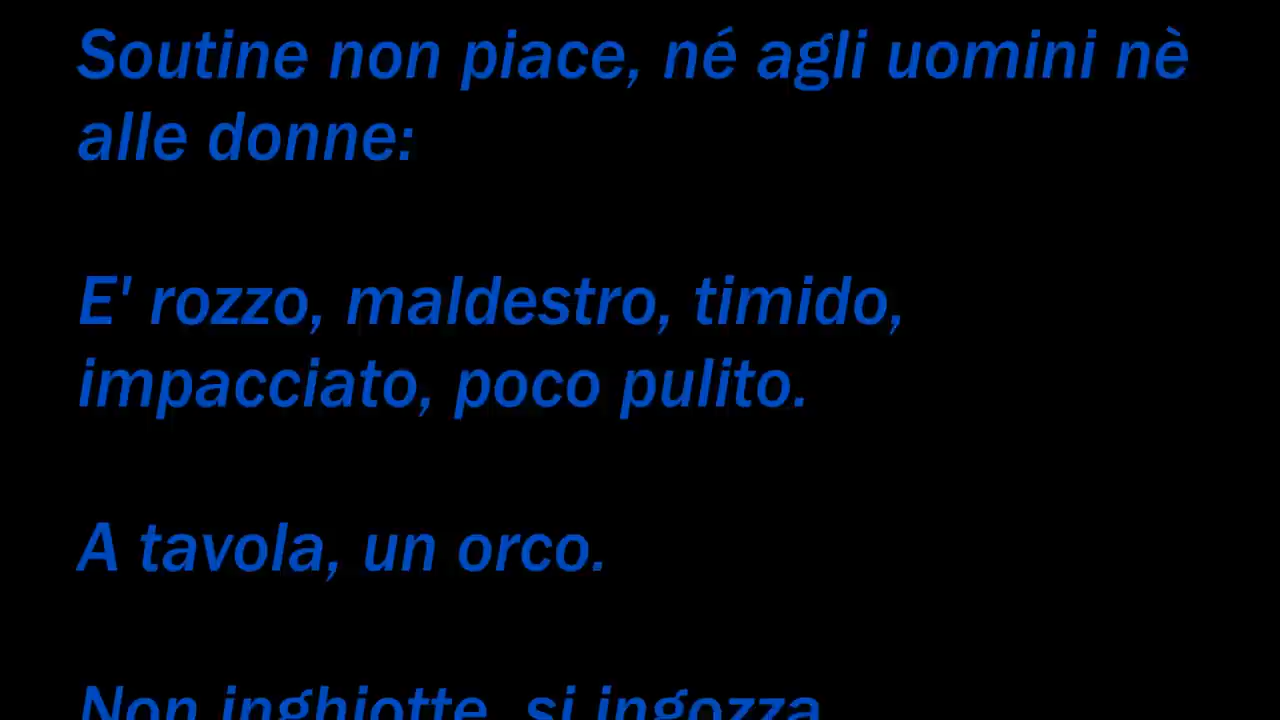 Soutine non piace, né agli uomini nè
alle donne:
E' rozzo, maldestro, timido,
impacciato, poco pulito.
A tavola, un orco.
Non inghiotte, si ingozza